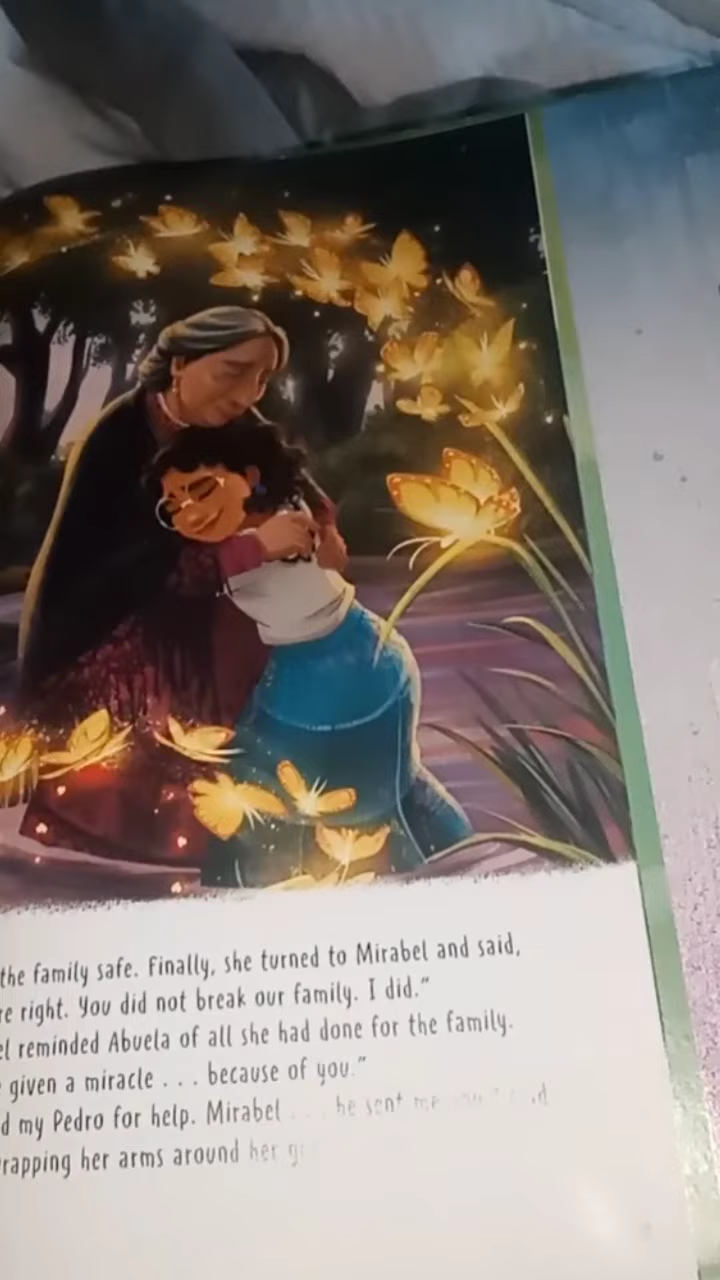 the family safe. Finally, she turned to Mirabel and said,
re right. You did not break our family. I did.”
el reminded Abuela of all she had done for the family.
given a miracle . . . because of you.”
d my Pedro for help. Mirabel . . . he sent me
rapping her arms around her